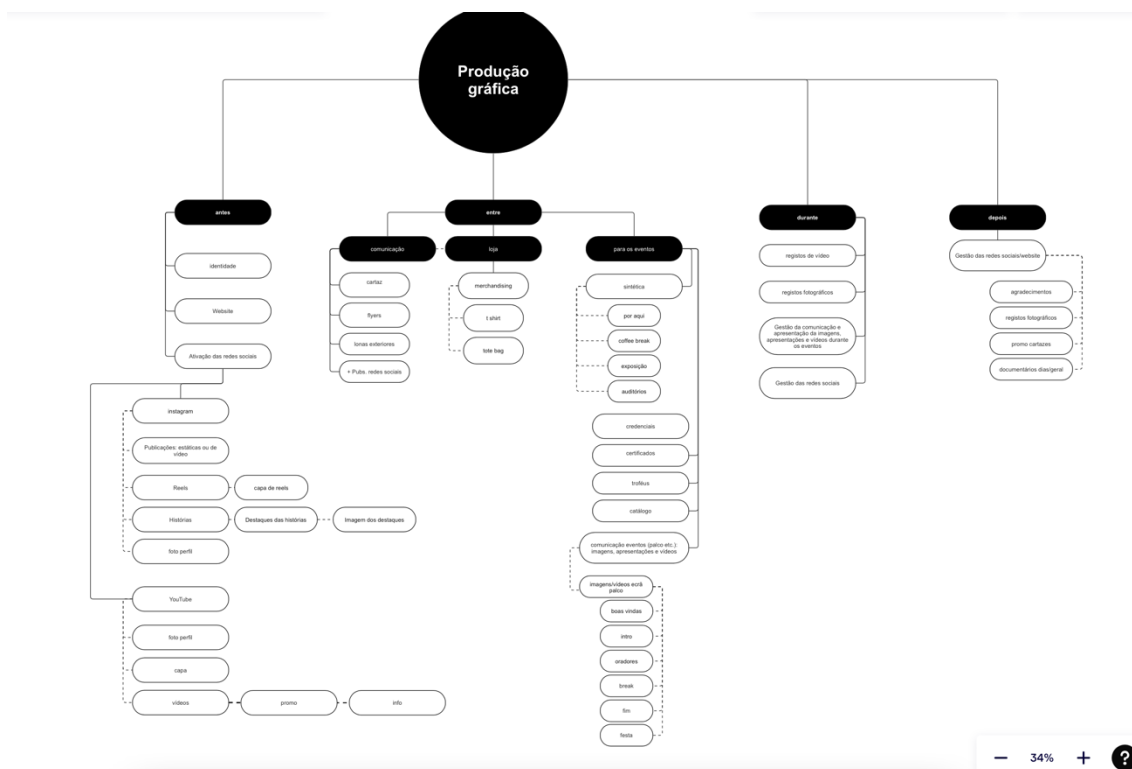 Produção
gráfica
antes
entre
durante
depois
comunicação
loja
para os eventos
identidade
Website
Ativação das redes sociais
instagram
Publicações: estáticas ou de
vídeo
Reels
capa de reels
Histórias
Destaques das histórias
Imagem dos destaques
foto perfil
YouTube
foto perfil
capa
vídeos
promo
info
cartaz
flyers
lonas exteriores
+ Pubs. redes sociais
merchandising
t shirt
tote bag
sintética
por aqui
coffee break
exposição
auditórios
credenciais
certificados
troféus
catálogo
comunicação eventos (palco etc.):
imagens, apresentações e vídeos
imagens/vídeos ecrã
palco
boas vindas
intro
oradores
break
fim
festa
registos de vídeo
registos fotográficos
Gestão da comunicação e
apresentação da imagens,
apresentações e vídeos durante
os eventos
Gestão das redes sociais
Gestão das redes sociais/website
agradecimentos
registos fotográficos
promo cartazes
documentários dias/geral
− 34% + ?